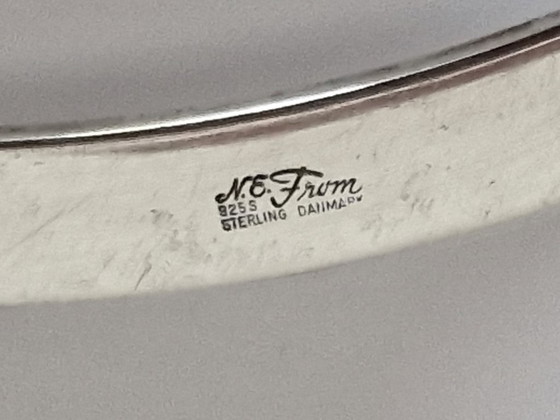 N.E. From
925S
STERLING DANMARK